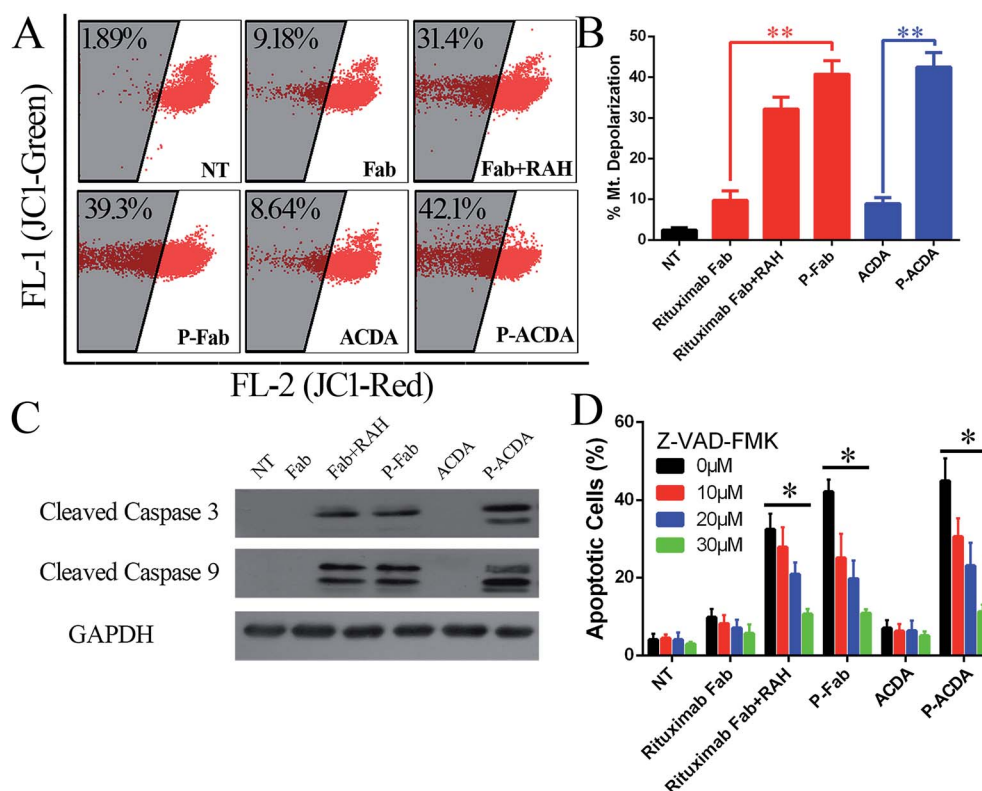 A
1.89%
NT
9.18%
Fab
31.4%
Fab+RAH
39.3%
P-Fab
8.64%
ACDA
42.1%
P-ACDA
FL-1 (JC1-Green)
FL-2 (JC1-Red)
B
**
**
% Mt. Depolarization
50
40
30
20
10
0
NT
Rituximab Fab
Rituximab Fab+RAH
P-Fab
ACDA
P-ACDA
C
NT
Fab
Fab+RAH
P-Fab
ACDA
P-ACDA
Cleaved Caspase 3
Cleaved Caspase 9
GAPDH
D
Z-VAD-FMK
0μM
10μM
20μM
30μM
*
*
*
Apoptotic Cells (%)
60
40
20
0
NT
Rituximab Fab
Rituximab Fab+RAH
P-Fab
ACDA
P-ACDA